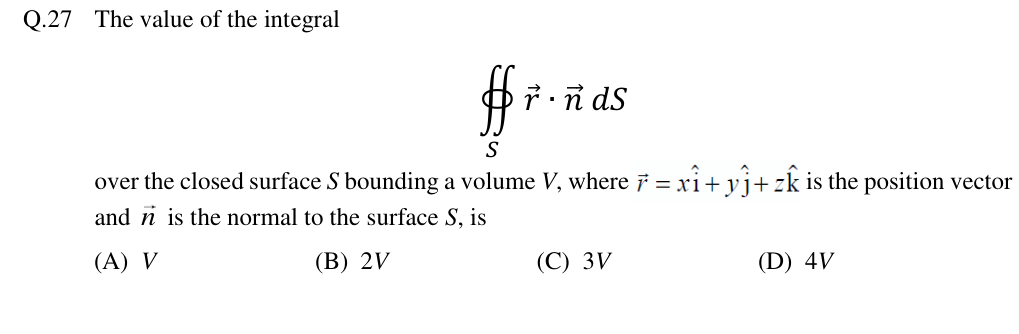 Q.27 The value of the integral
∯ r⃗ · n⃗ dS
S
over the closed surface S bounding a volume V, where r⃗ = xî + yĵ + zk̂ is the position vector
and n⃗ is the normal to the surface S, is
(A) V (B) 2V (C) 3V (D) 4V